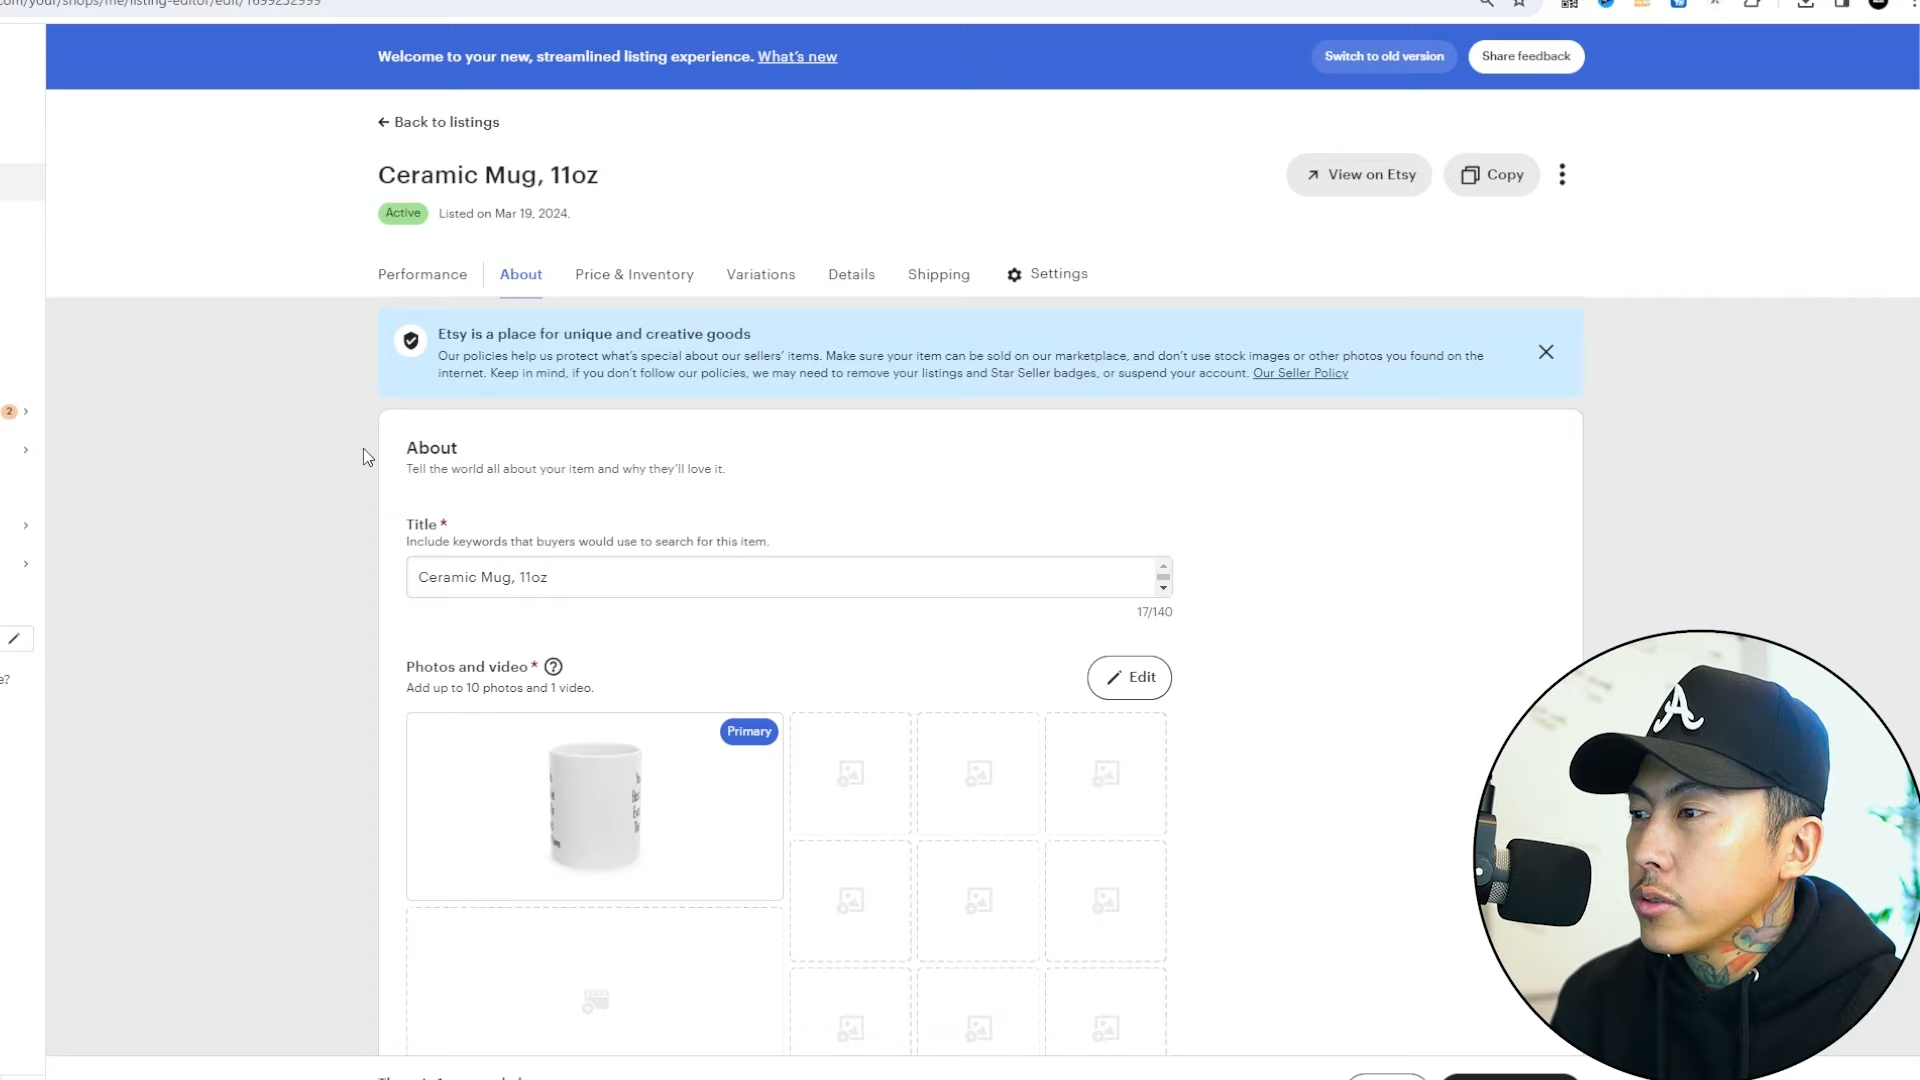 Welcome to your new, streamlined listing experience. What's new
Switch to old version
Share feedback
← Back to listings
Ceramic Mug, 11oz
View on Etsy
Copy
Active
Listed on Mar 19, 2024.
Performance
About
Price & Inventory
Variations
Details
Shipping
Settings
Etsy is a place for unique and creative goods
Our policies help us protect what's special about our sellers' items. Make sure your item can be sold on our marketplace, and don't use stock images or other photos you found on the
internet. Keep in mind, if you don't follow our policies, we may need to remove your listings and Star Seller badges, or suspend your account. Our Seller Policy
2
About
Tell the world all about your item and why they'll love it.
Title *
Include keywords that buyers would use to search for this item.
Ceramic Mug, 11oz
17/140
Photos and video *
Add up to 10 photos and 1 video.
Edit
Primary
A